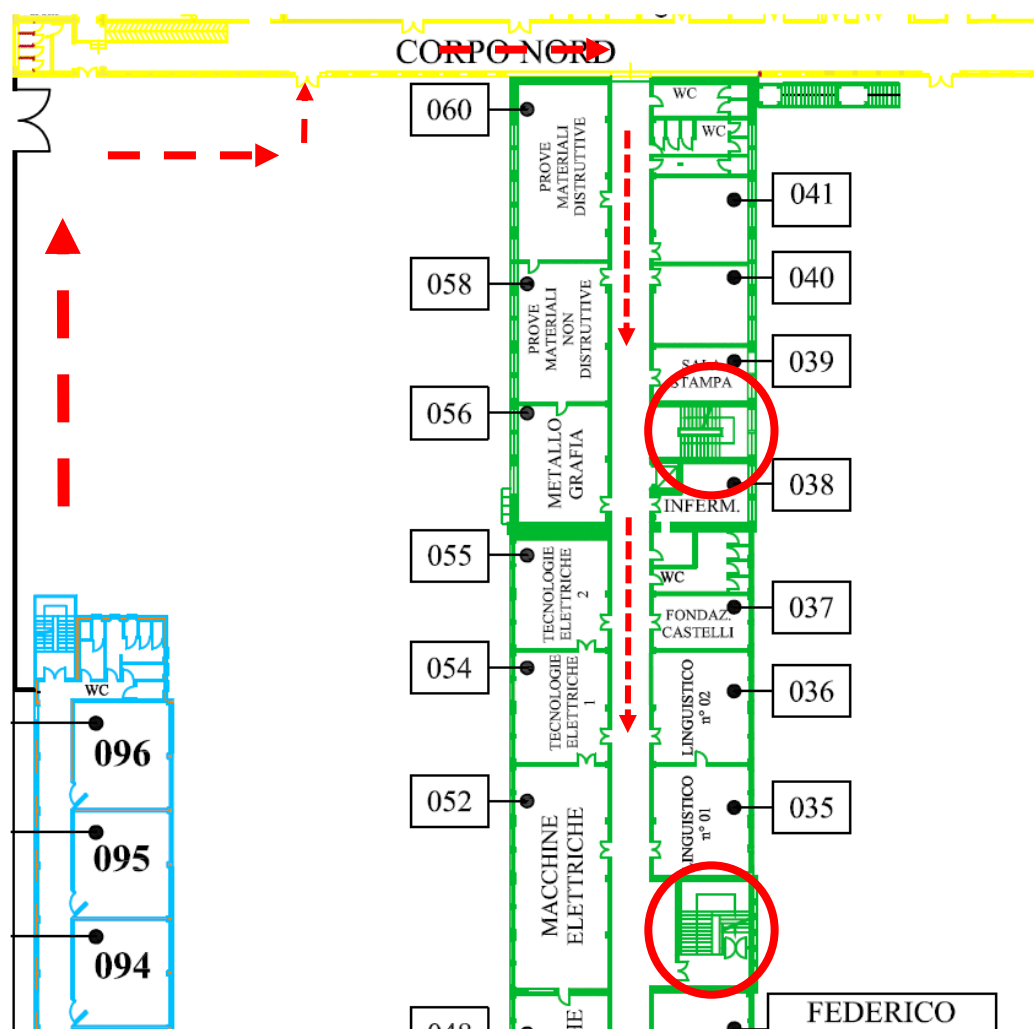 CORPO NORD
060
PROVE
MATERIALI
DISTRUTTIVE
WC
WC
041
058
PROVE
MATERIALI
NON
DISTRUTTIVE
040
039
STAMPA
056
METALLO
GRAFIA
038
INFERM.
055
TECNOLOGIE
ELETTRICHE
2
WC
037
FONDAZ.
CASTELLI
054
TECNOLOGIE
ELETTRICHE
1
036
LINGUISTICO
n° 02
WC
096
052
MACCHINE
ELETTRICHE
035
INGUISTICO
n° 01
095
094
FEDERICO